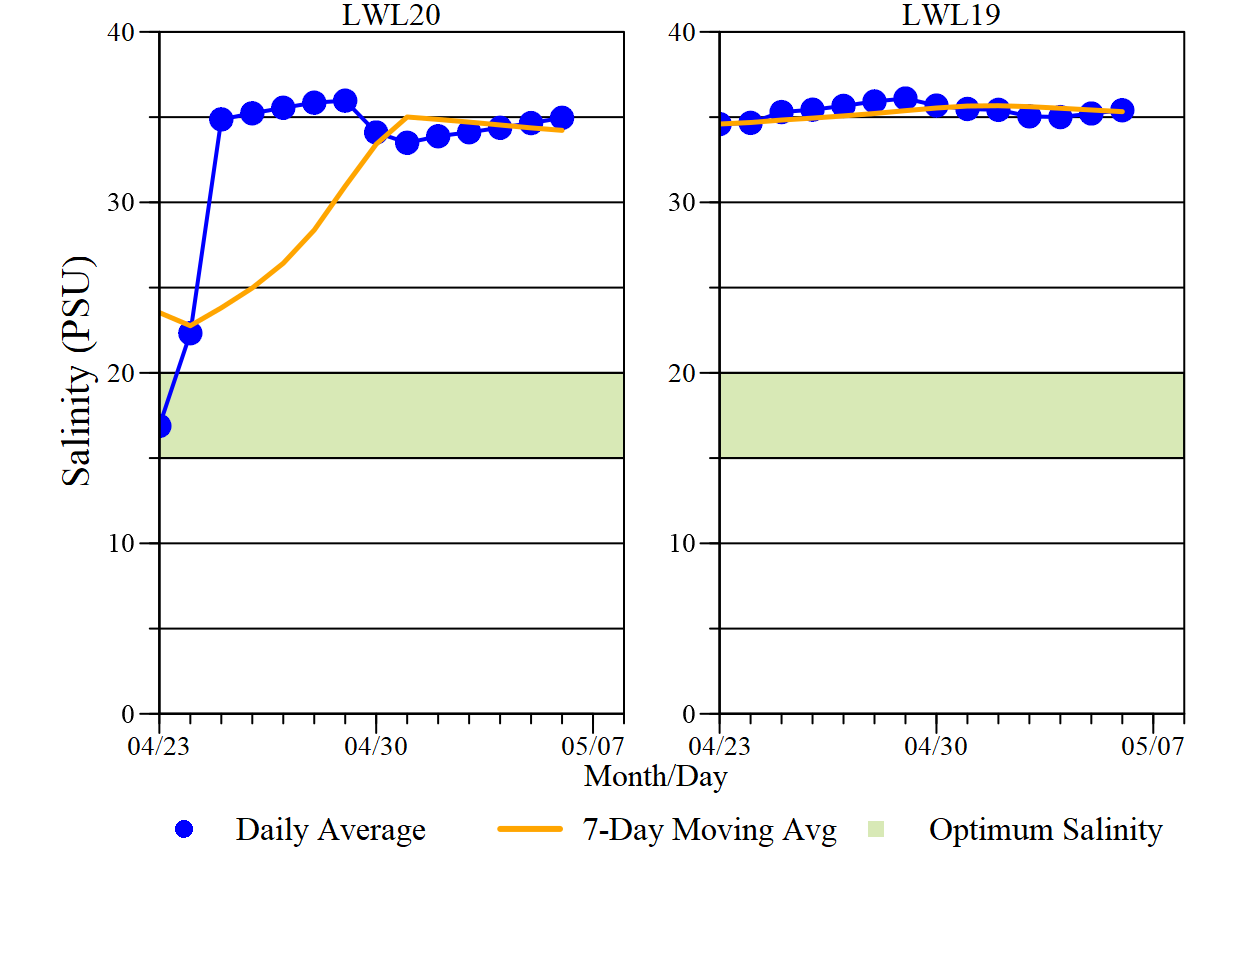 LWL20
LWL19
40
30
20
10
0
40
30
20
10
0
Salinity (PSU)
04/23
04/30
05/07
04/23
04/30
05/07
Month/Day
Daily Average
7-Day Moving Avg
Optimum Salinity